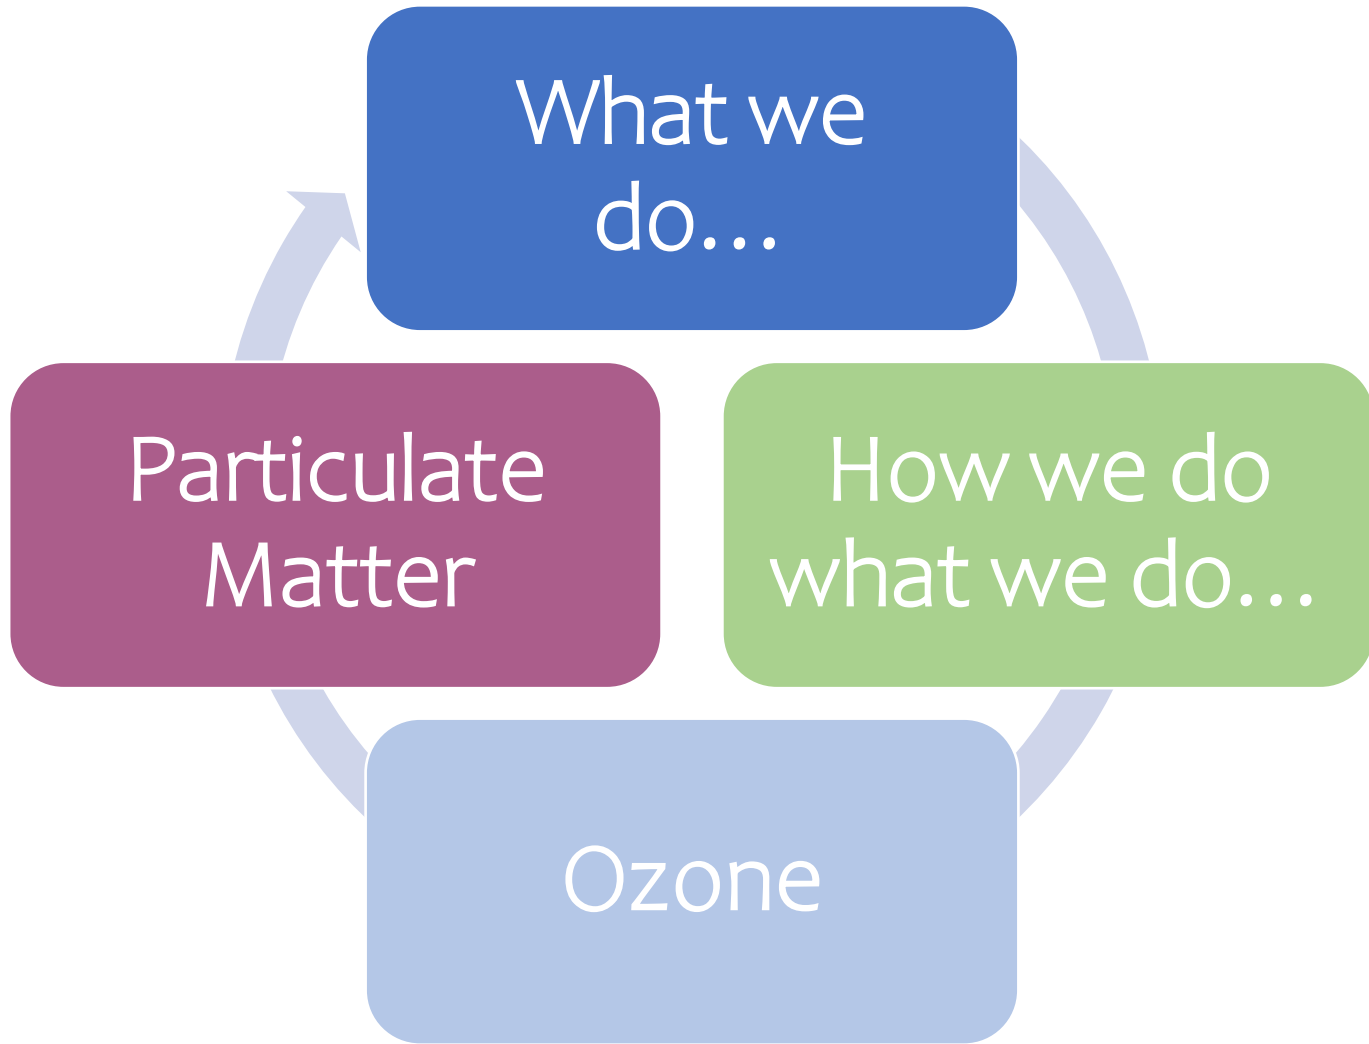 What we
do...
How we do
what we do...
Ozone
Particulate
Matter